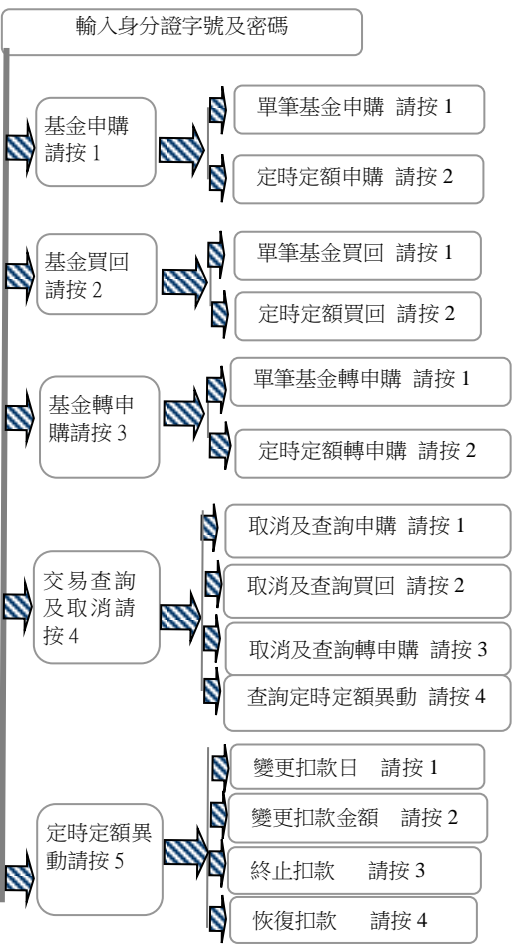 輸入身分證字號及密碼
基金申購
請按 1
單筆基金申購 請按 1
定時定額申購 請按 2
基金買回
請按 2
單筆基金買回 請按 1
定時定額買回 請按 2
基金轉申
購請按 3
單筆基金轉申購 請按 1
定時定額轉申購 請按 2
交易查詢
及取消請
按 4
取消及查詢申購 請按 1
取消及查詢買回 請按 2
取消及查詢轉申購 請按 3
查詢定時定額異動 請按 4
定時定額異
動請按 5
變更扣款日 請按 1
變更扣款金額 請按 2
終止扣款 請按 3
恢復扣款 請按 4